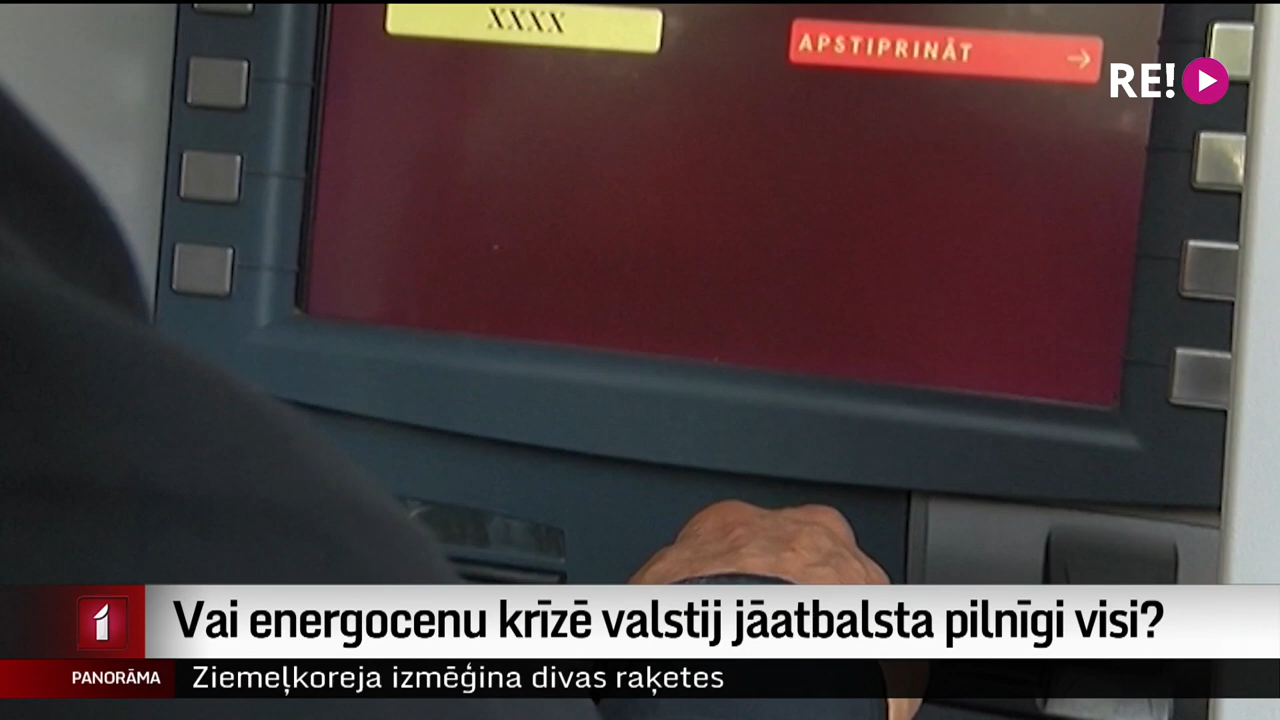 XXXX
APSTIPRINĀT →
RE!
1
Vai energocenu krīzē valstij jāatbalsta pilnīgi visi?
PANORĀMA
Ziemeļkoreja izmēģina divas raķetes